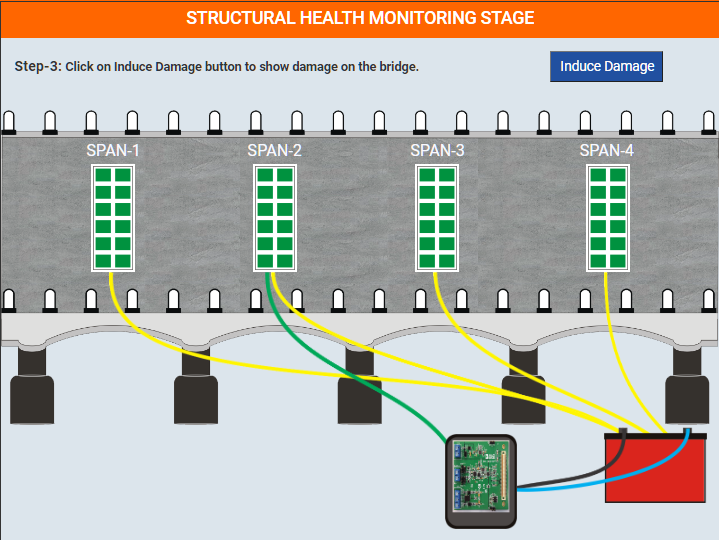 STRUCTURAL HEALTH MONITORING STAGE
Step-3: Click on Induce Damage button to show damage on the bridge.
Induce Damage
SPAN-1 SPAN-2 SPAN-3 SPAN-4